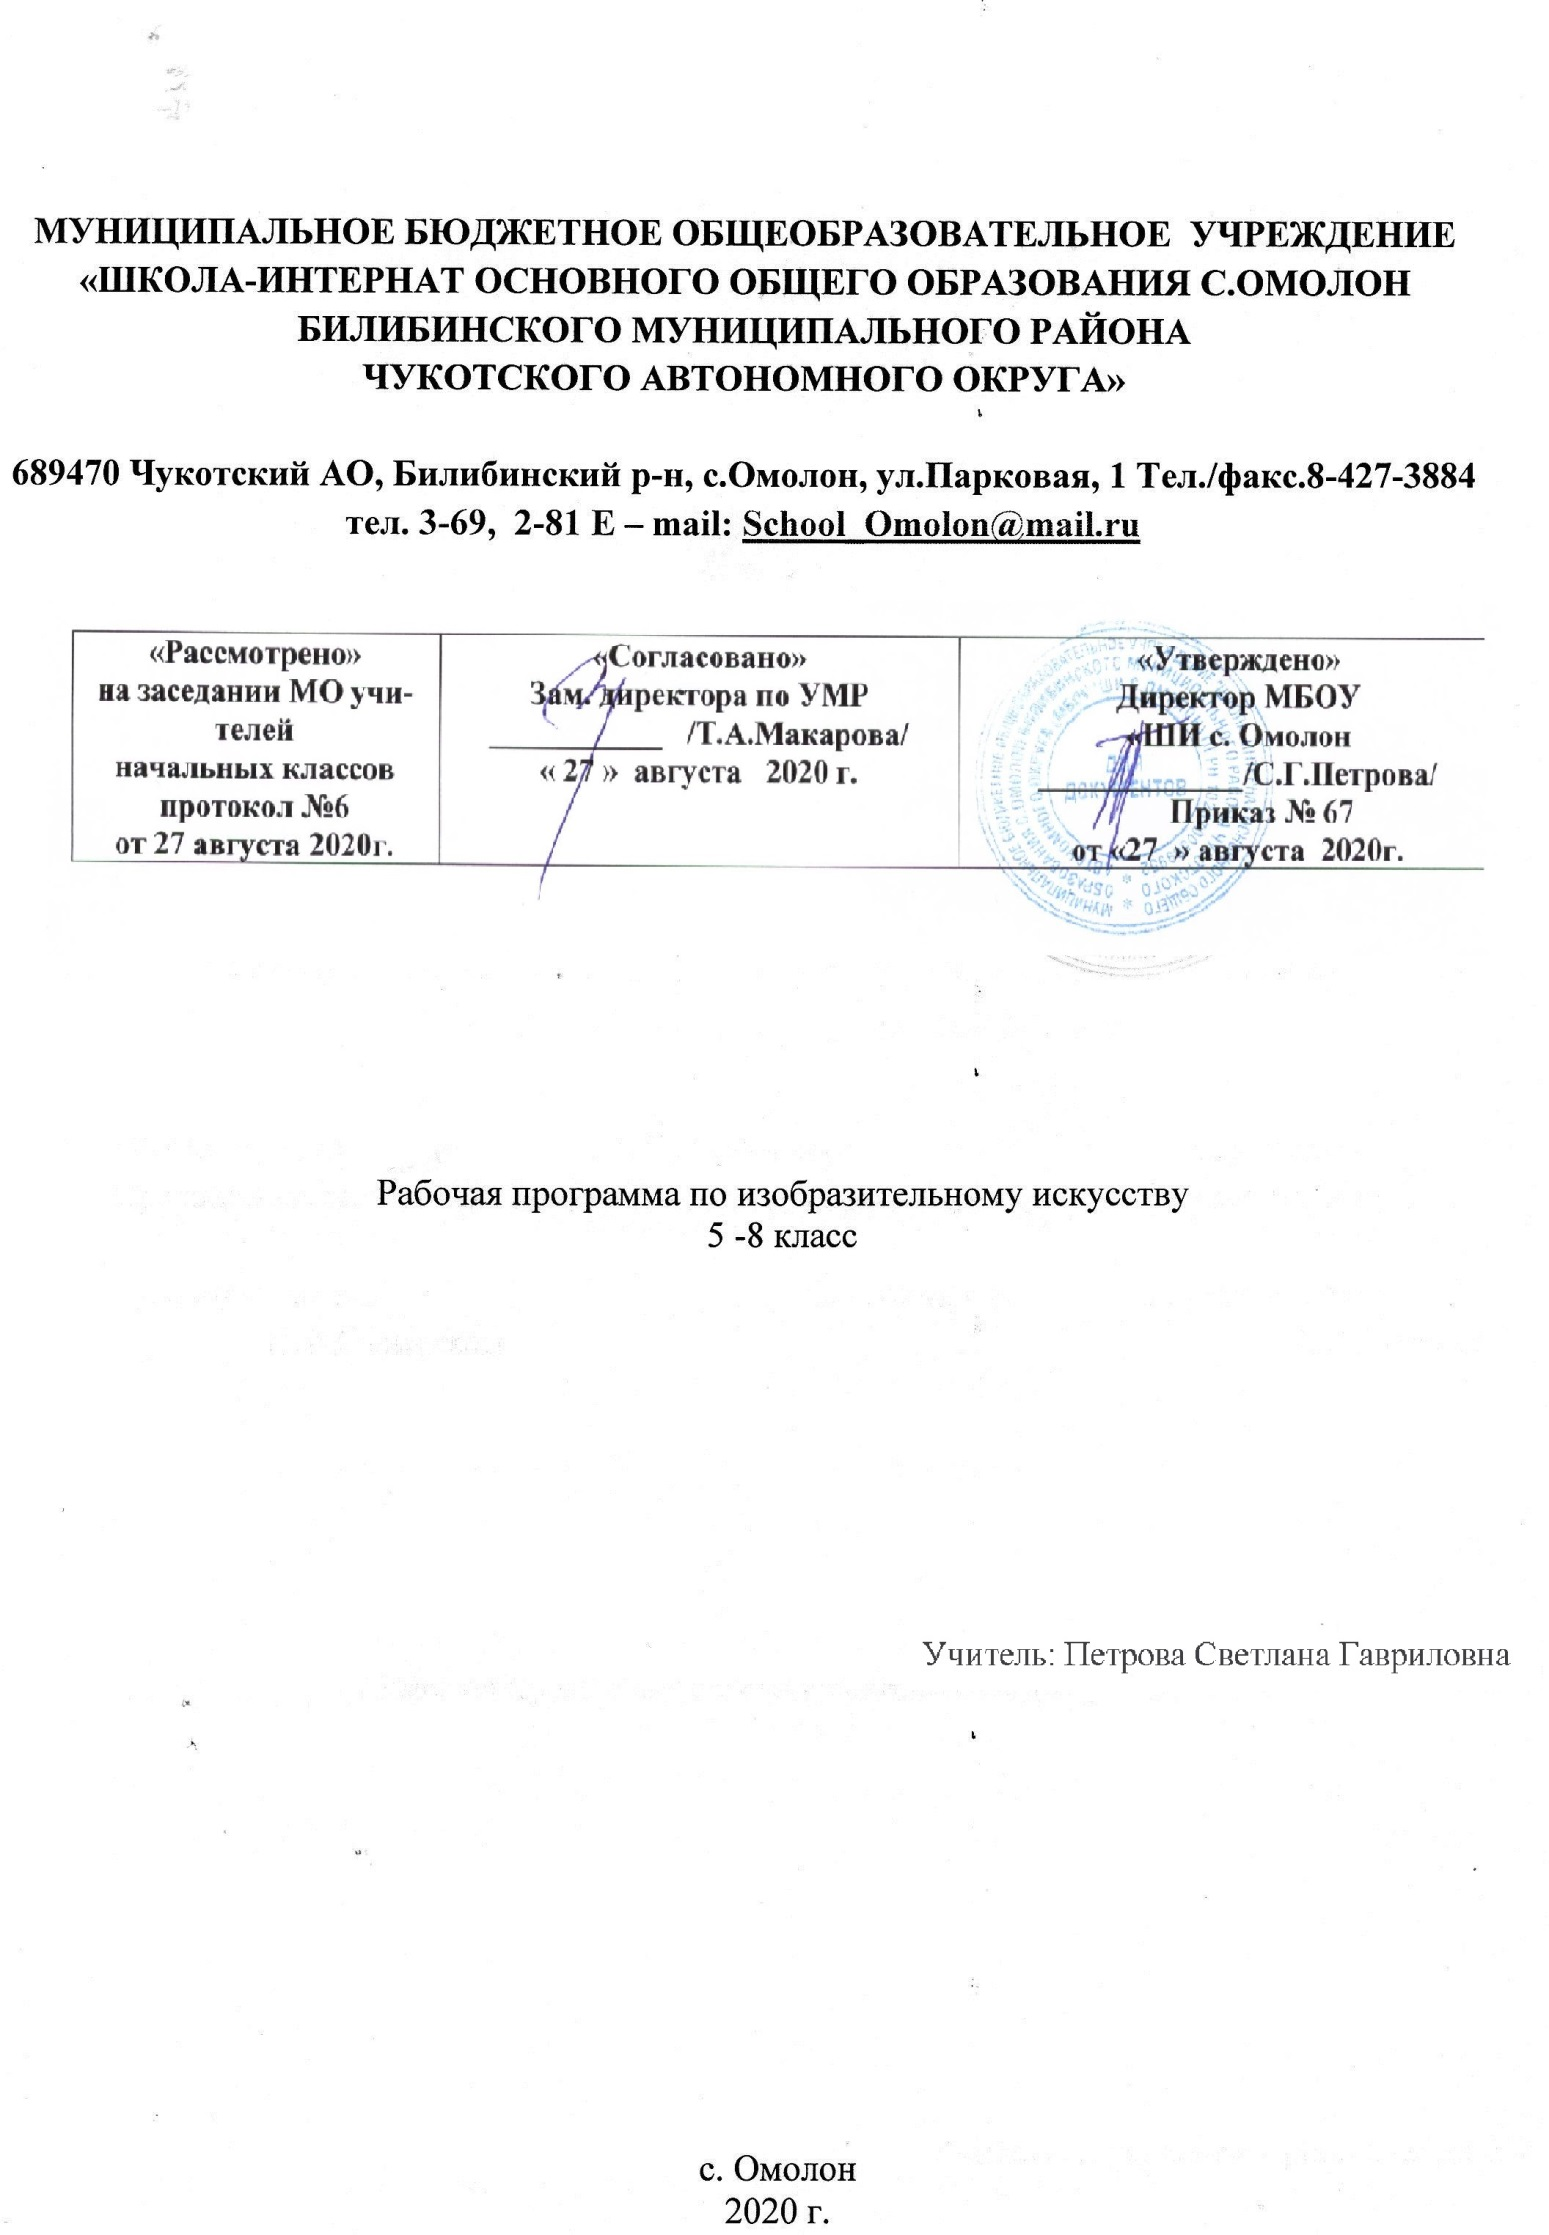 МУНИЦИПАЛЬНОЕ БЮДЖЕТНОЕ ОБЩЕОБРАЗОВАТЕЛЬНОЕ УЧРЕЖДЕНИЕ
«ШКОЛА-ИНТЕРНАТ ОСНОВНОГО ОБЩЕГО ОБРАЗОВАНИЯ С.ОМОЛОН
БИЛИБИНСКОГО МУНИЦИПАЛЬНОГО РАЙОНА
ЧУКОТСКОГО АВТОНОМНОГО ОКРУГА»
689470 Чукотский АО, Билибинский р-н, с.Омолон, ул.Парковая, 1 Тел./факс.8-427-3884
тел. 3-69, 2-81 E – mail: School_Omolon@mail.ru
«Рассмотрено»
на заседании МО учи-
телей
начальных классов
протокол №6
от 27 августа 2020г.
«Согласовано»
Зам. директора по УМР
____________ /Т.А.Макарова/
« 27 » августа 2020 г.
«Утверждено»
Директор МБОУ
«ШИ с. Омолон
______________/С.Г.Петрова/
Приказ № 67
от «27 » августа 2020г.
ДЛЯ
ДОКУМЕНТОВ
Рабочая программа по изобразительному искусству
5 -8 класс
Учитель: Петрова Светлана Гавриловна
с. Омолон
2020 г.